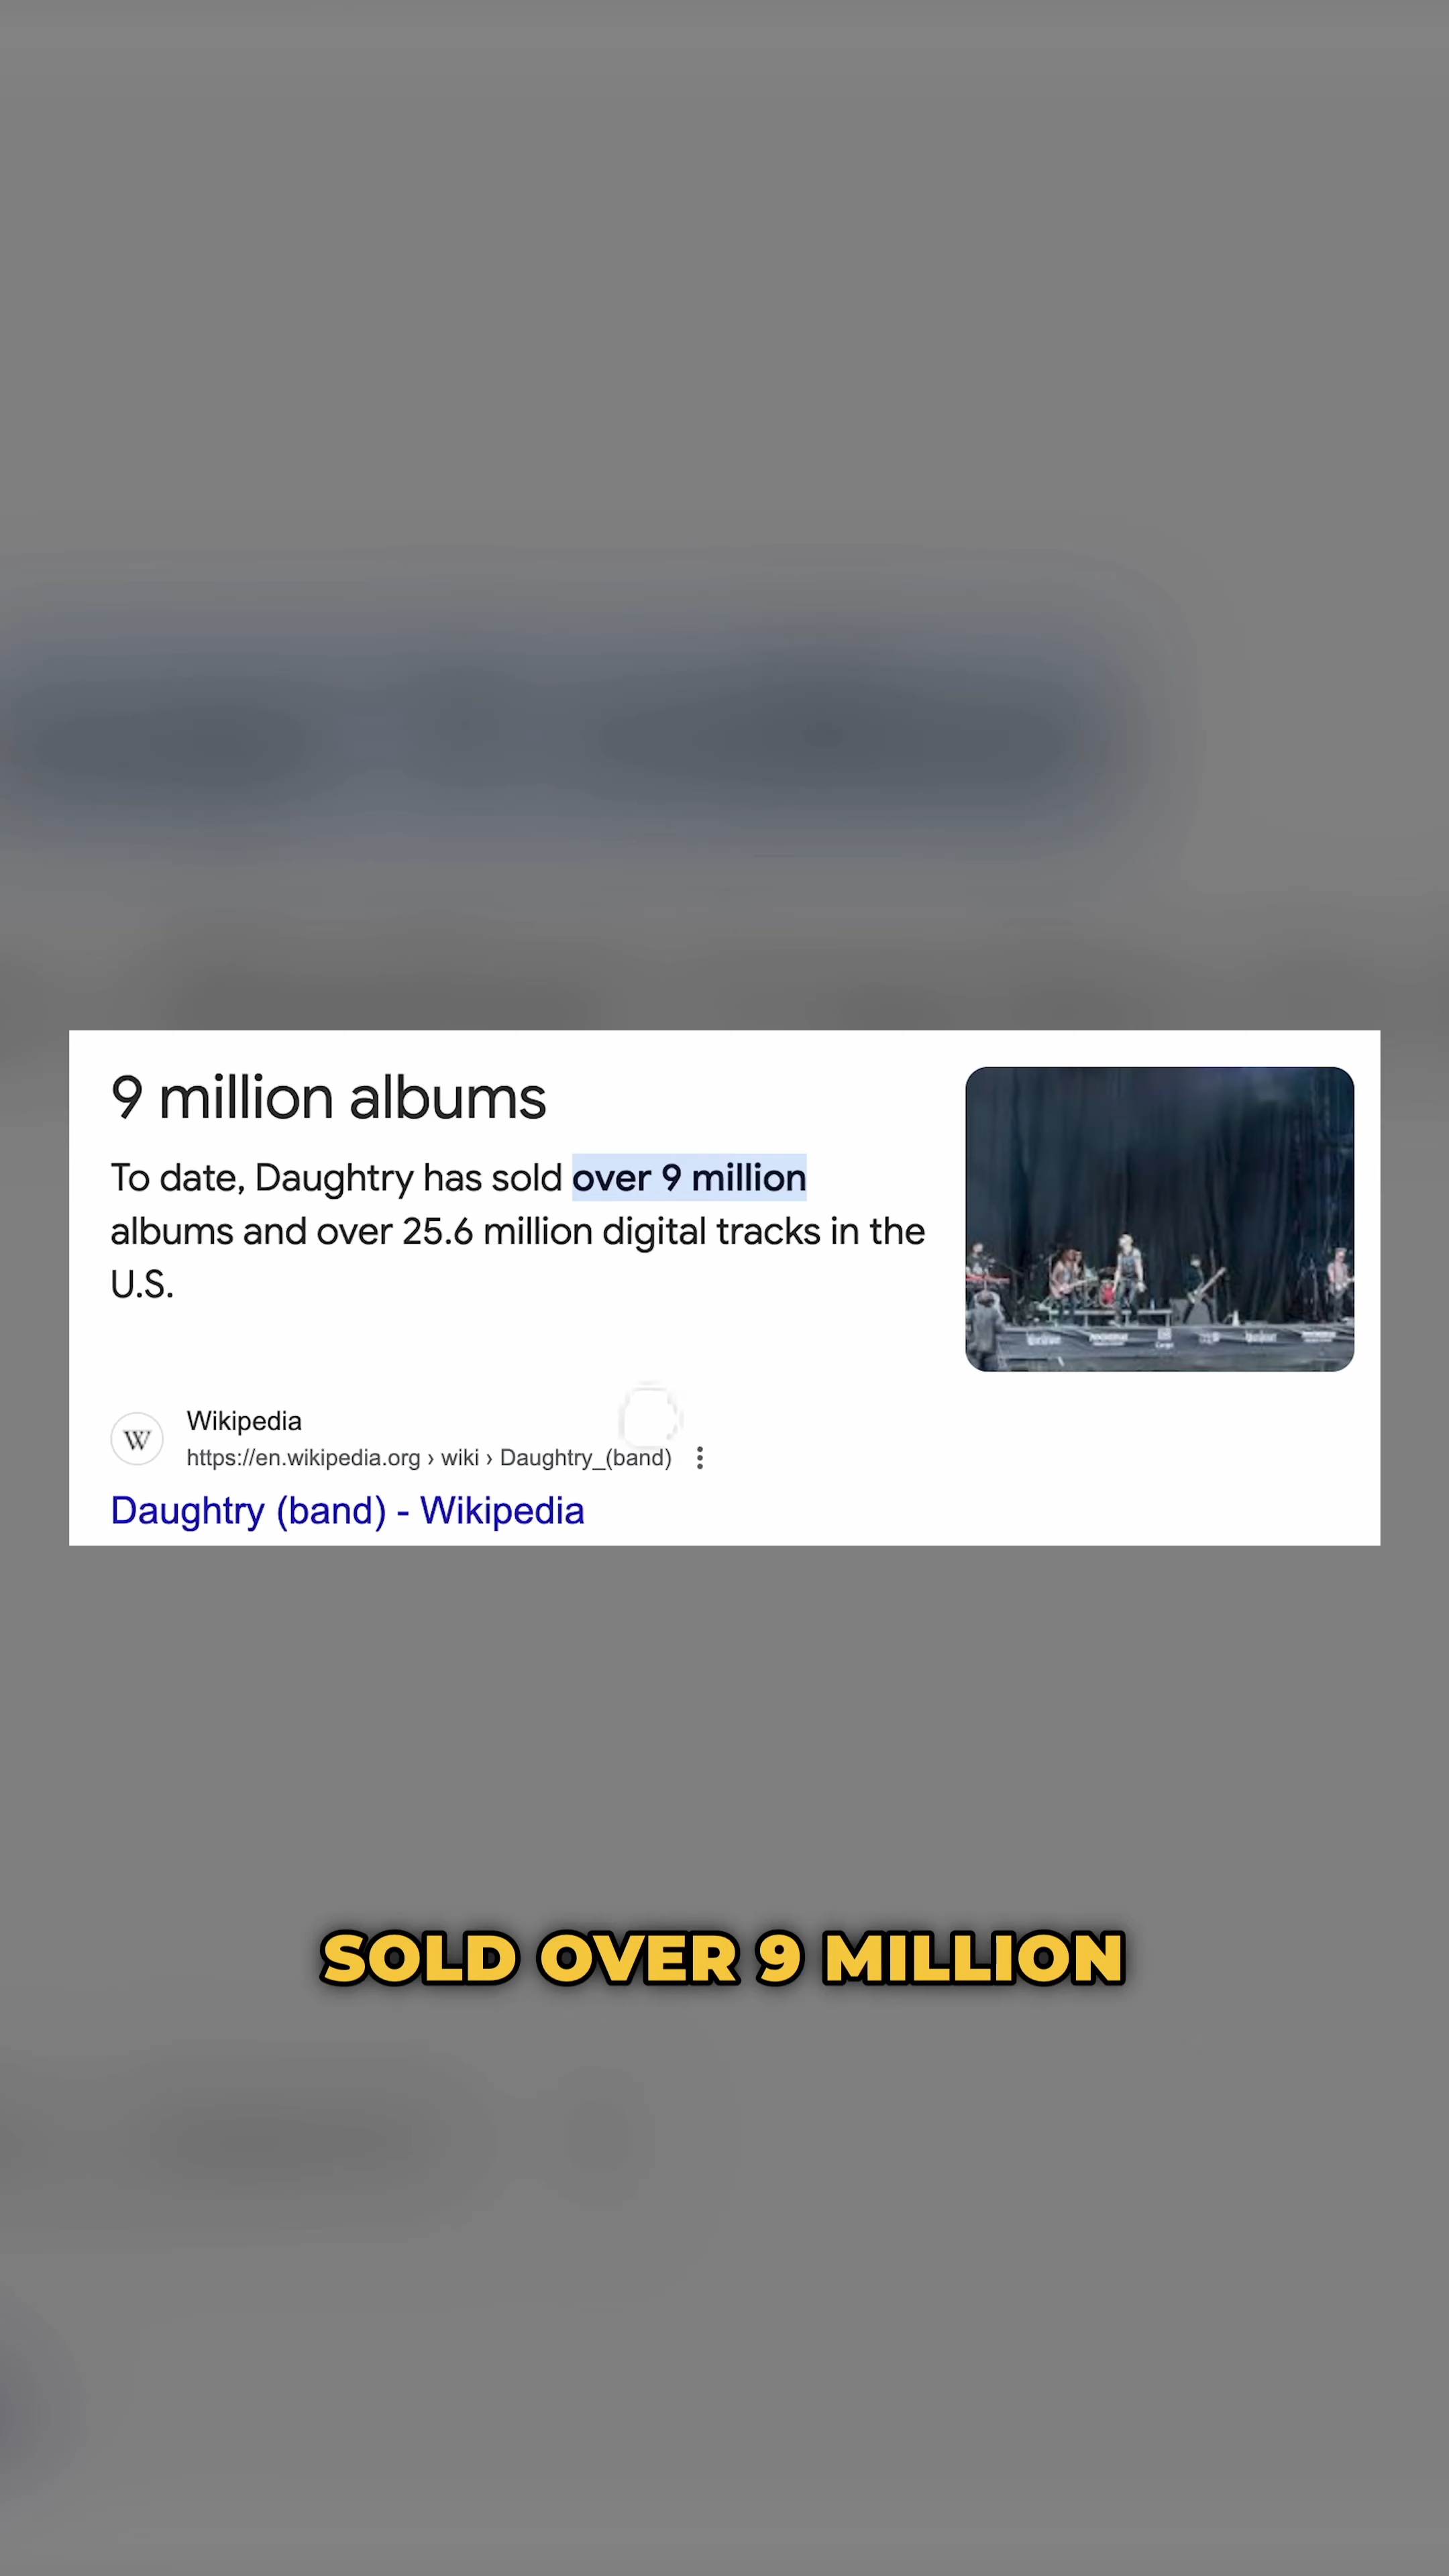 9 million albums
To date, Daughtry has sold over 9 million
albums and over 25.6 million digital tracks in the
U.S.
W
Wikipedia
https://en.wikipedia.org › wiki › Daughtry_(band)
Daughtry (band) - Wikipedia
SOLD OVER 9 MILLION